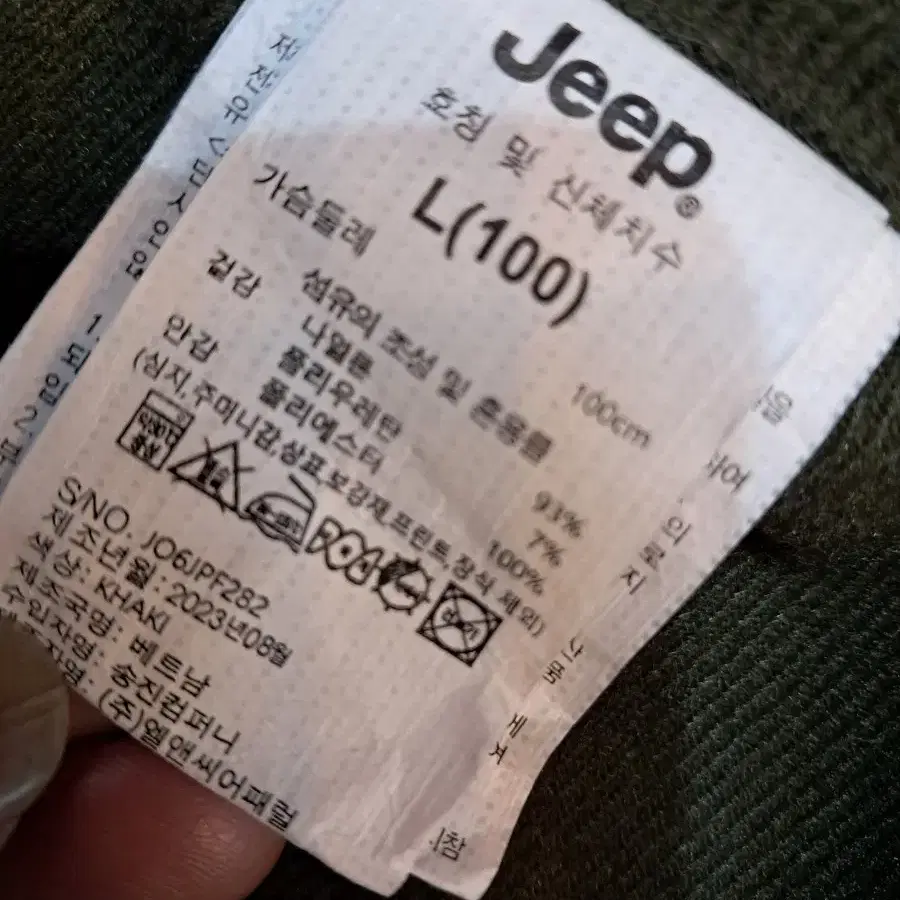 Jeep®
호칭 및 신체치수
L(100)
가슴둘레 100cm
섬유의 조성 및 혼용률
겉감 나일론 93%
폴리우레탄 7%
안감 폴리에스터 100%
(심지,주머니감,상표,보강재,프린트,장식 제외)
S/NO. JO6JPF282
제조년월: 2023년08월
색상: KHAKI
제조국명: 베트남
수입자명: 송진컴퍼니
자명: (주)엘앤씨어패럴